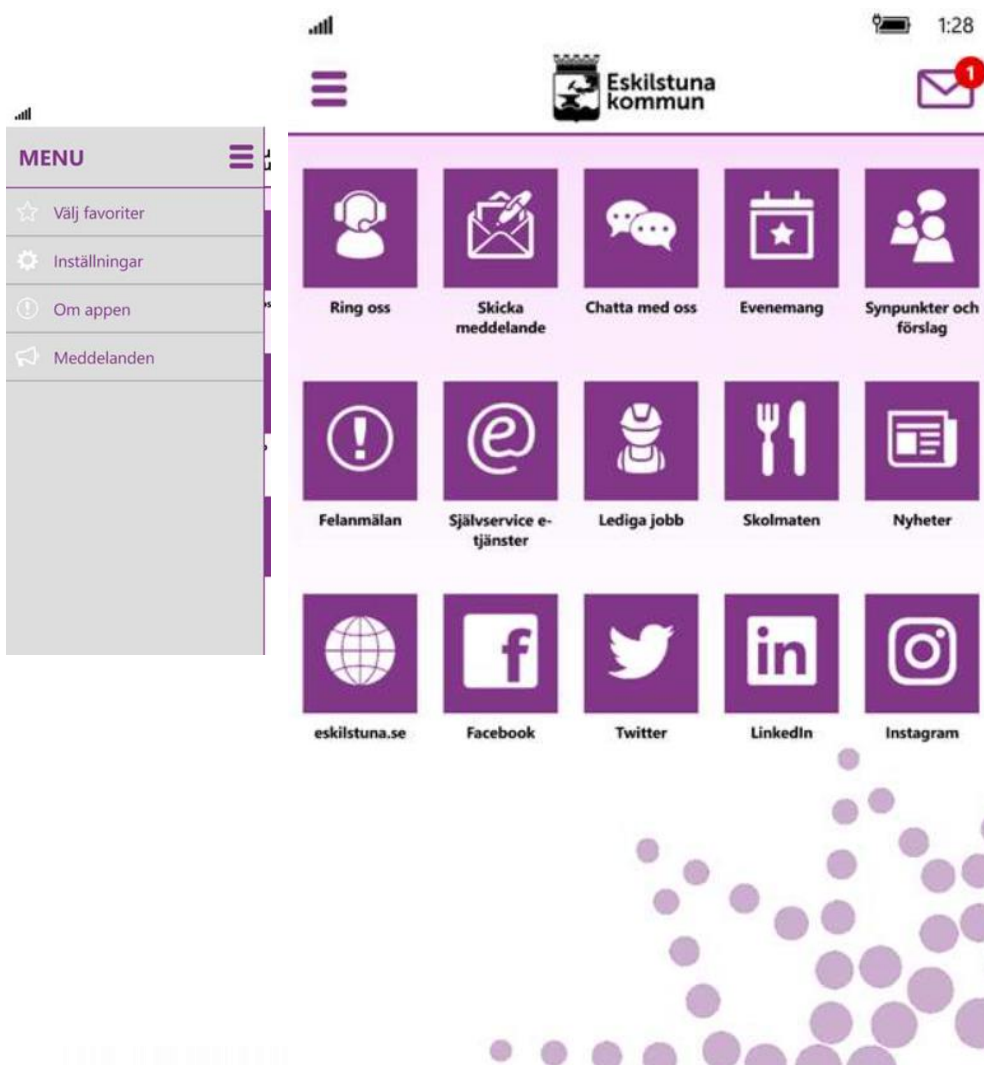 1:28
Eskilstuna
kommun
1
MENU
Välj favoriter
Inställningar
Om appen
Meddelanden
Ring oss
Skicka
meddelande
Chatta med oss
Evenemang
Synpunkter och
förslag
Felanmälan
Självservice e-
tjänster
Lediga jobb
Skolmaten
Nyheter
eskilstuna.se
Facebook
Twitter
LinkedIn
Instagram